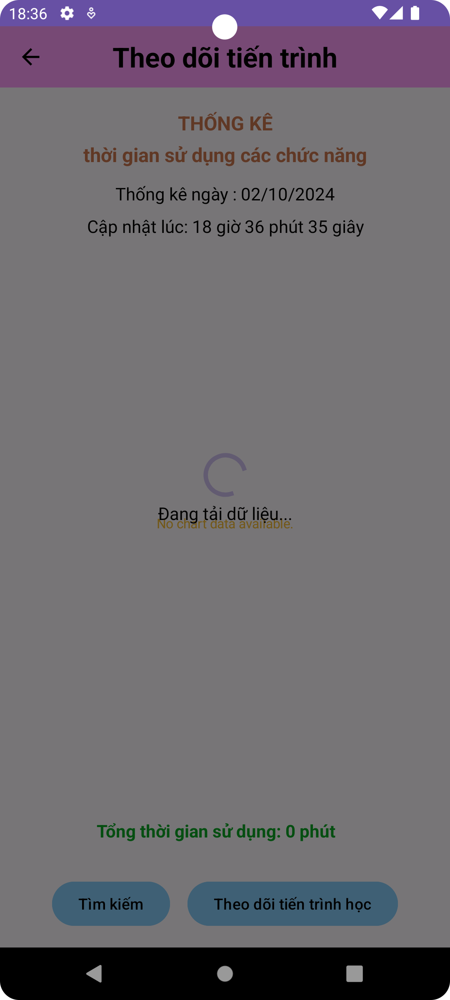 18:36
Theo dõi tiến trình
THỐNG KÊ
thời gian sử dụng các chức năng
Thống kê ngày : 02/10/2024
Cập nhật lúc: 18 giờ 36 phút 35 giây
Đang tải dữ liệu...
No chart data available.
Tổng thời gian sử dụng: 0 phút
Tìm kiếm
Theo dõi tiến trình học